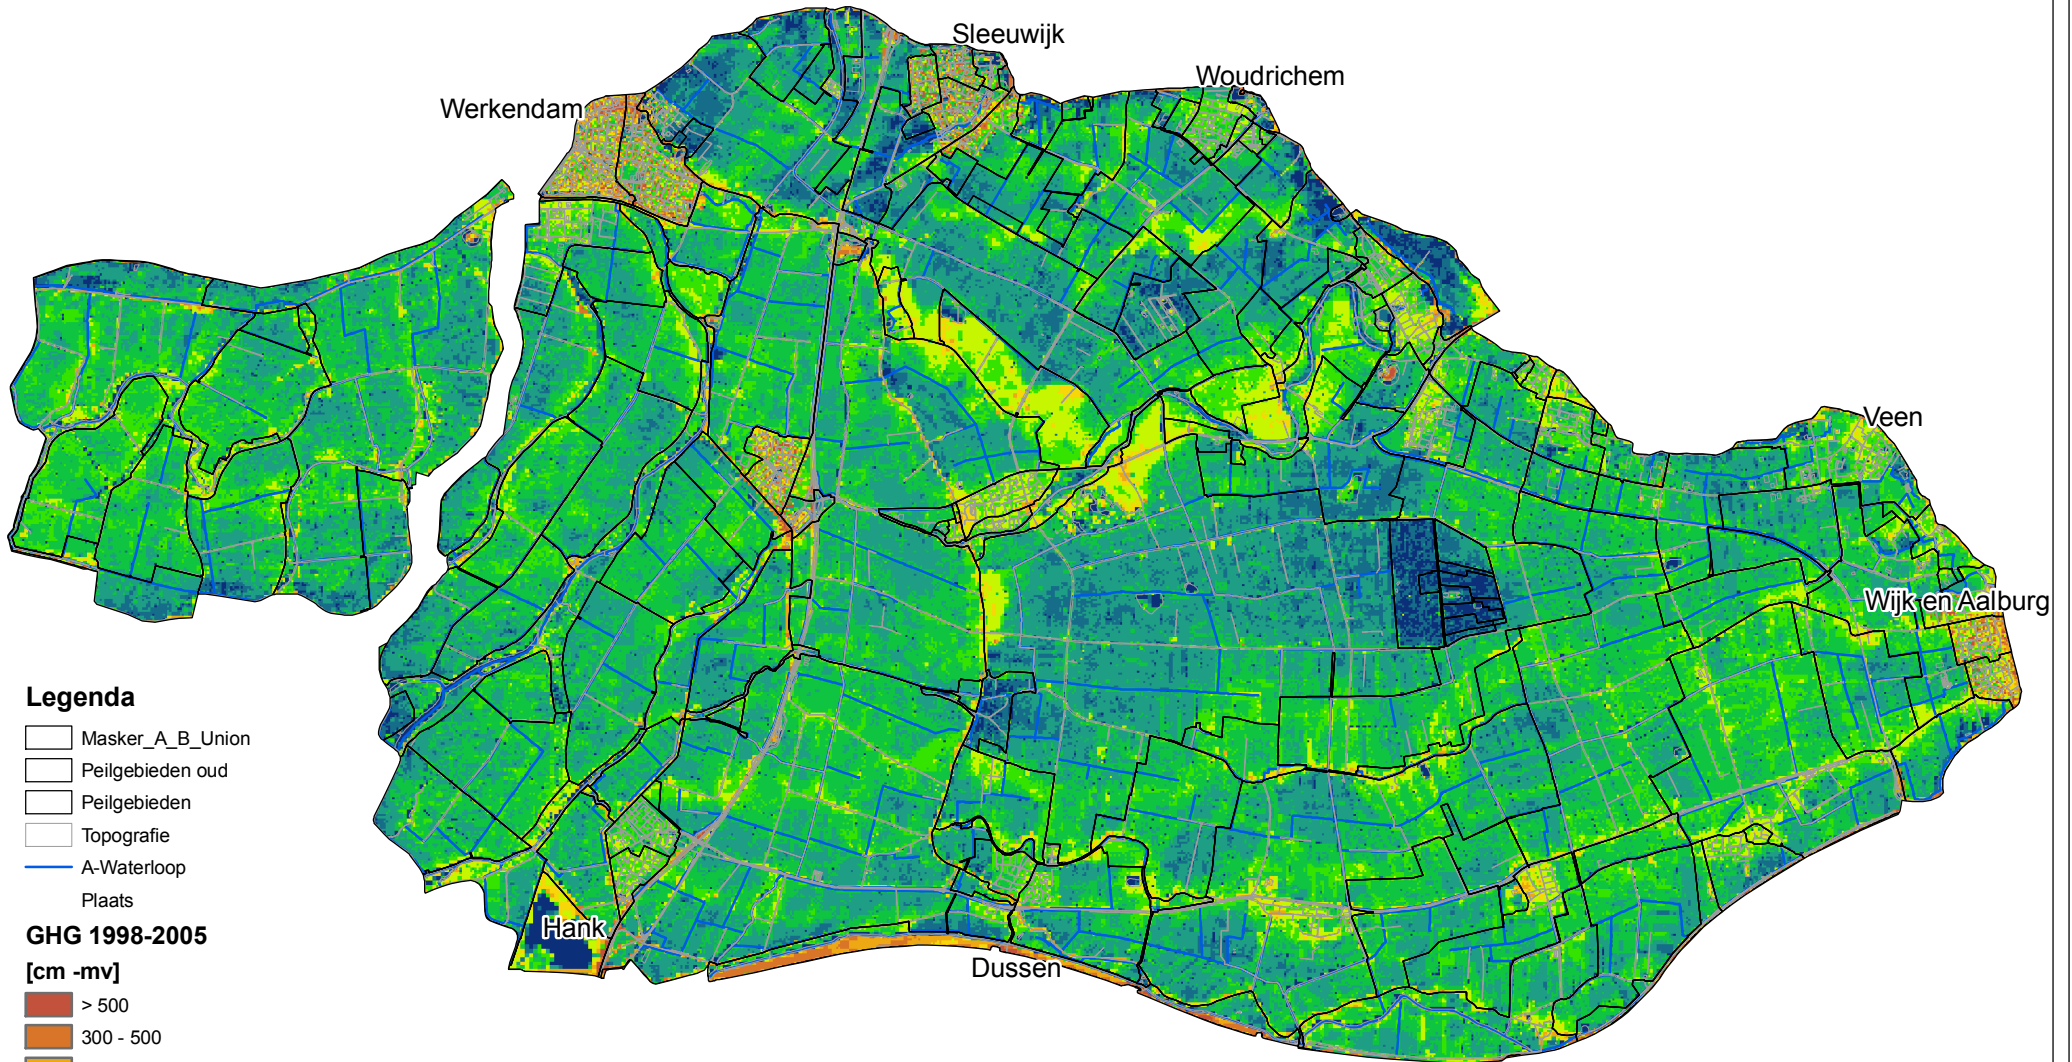 Sleeuwijk
Woudrichem
Werkendam
Veen
Wijk en Aalburg
Hank
Dussen
Legenda
Masker_A_B_Union
Peilgebieden oud
Peilgebieden
Topografie
A-Waterloop
Plaats
GHG 1998-2005
[cm -mv]
> 500
300 - 500